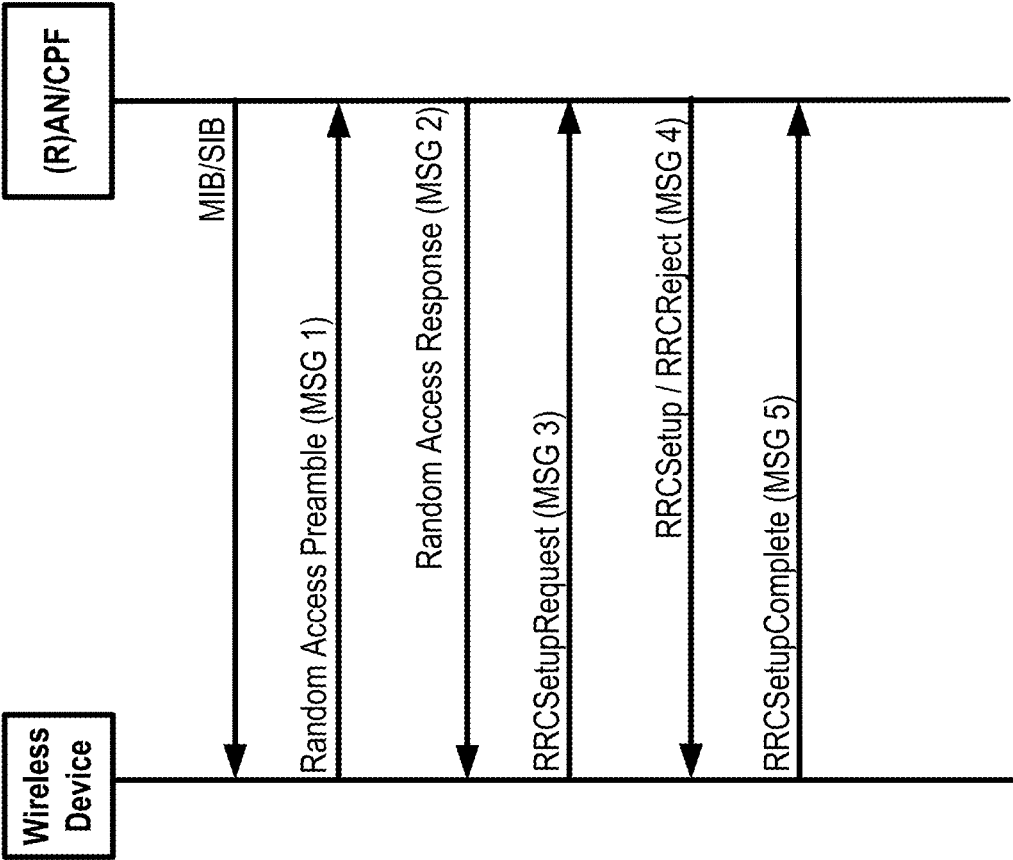 Wireless
Device
(R)AN/CPF
MIB/SIB
Random Access Preamble (MSG 1)
Random Access Response (MSG 2)
RRCSetupRequest (MSG 3)
RRCSetup / RRCReject (MSG 4)
RRCSetupComplete (MSG 5)